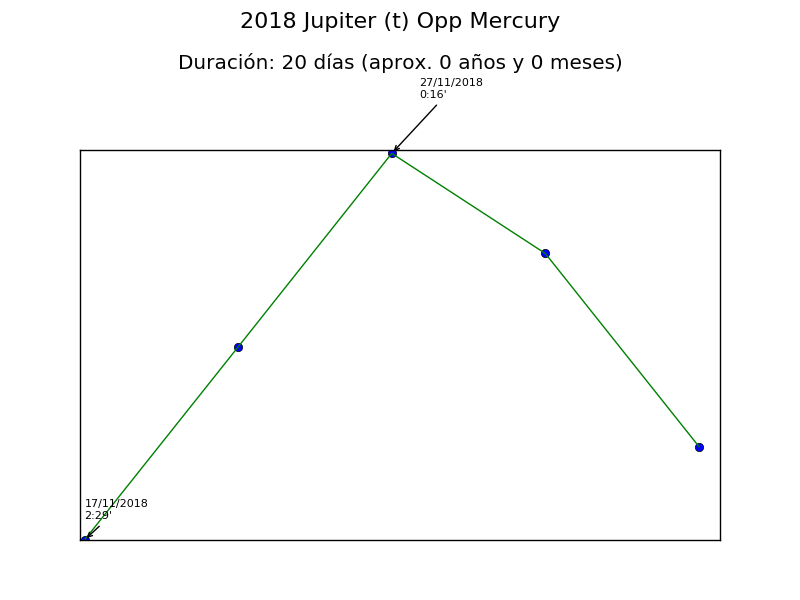 2018 Jupiter (t) Opp Mercury
Duración: 20 días (aprox. 0 años y 0 meses)
27/11/2018
0:16'
17/11/2018
2:29'